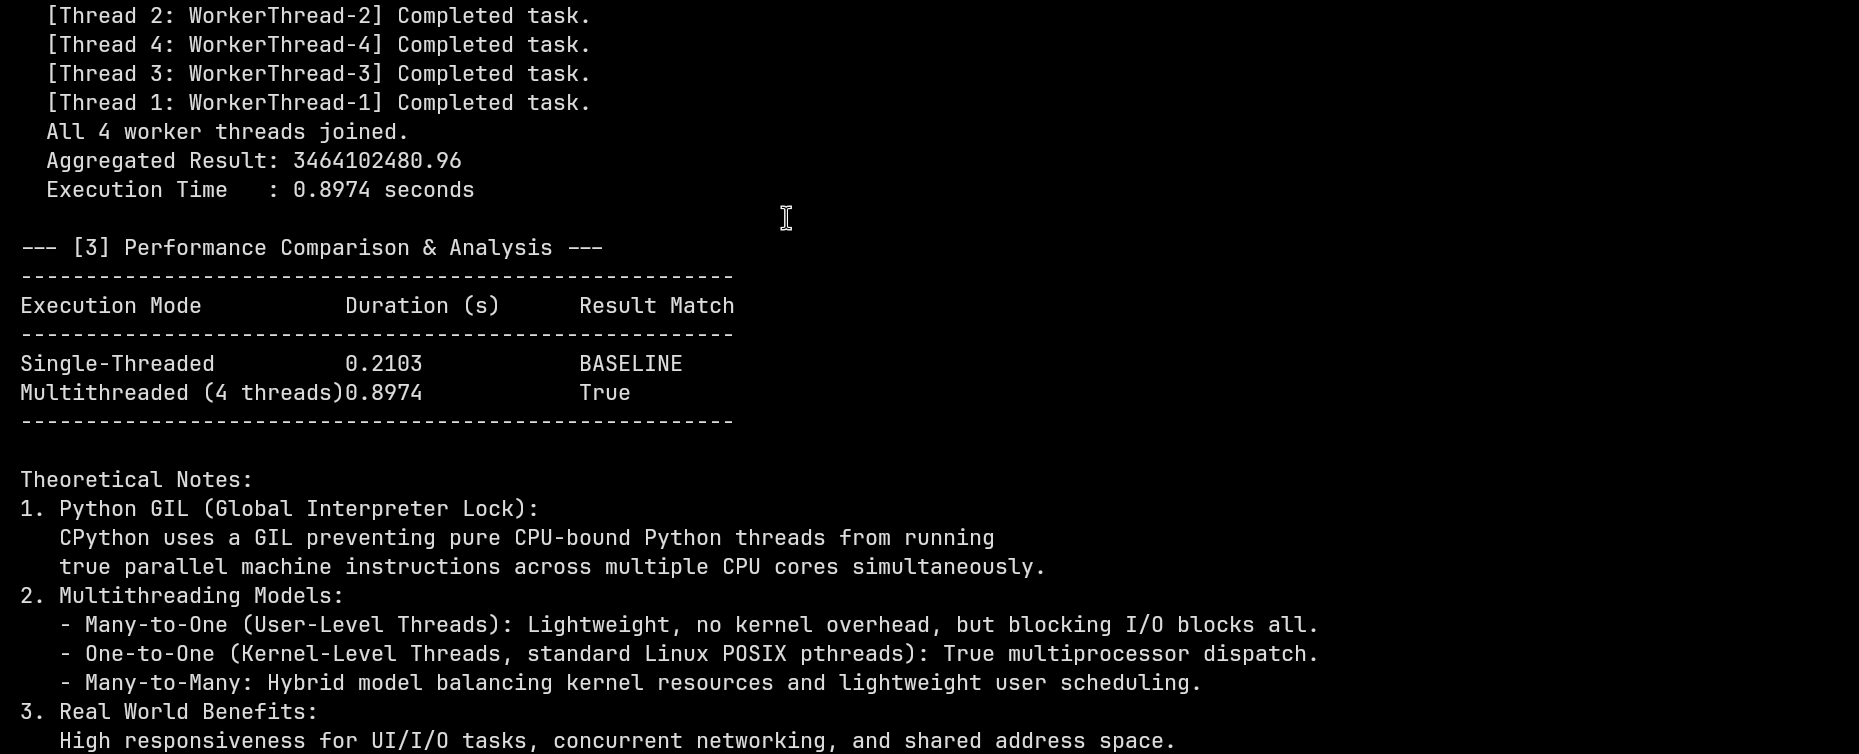 [Thread 2: WorkerThread-2] Completed task.
[Thread 4: WorkerThread-4] Completed task.
[Thread 3: WorkerThread-3] Completed task.
[Thread 1: WorkerThread-1] Completed task.
All 4 worker threads joined.
Aggregated Result: 3464102480.96
Execution Time   : 0.8974 seconds
--- [3] Performance Comparison & Analysis ---
-------------------------------------------------------
Execution Mode           Duration (s)      Result Match
-------------------------------------------------------
Single-Threaded          0.2103            BASELINE
Multithreaded (4 threads)0.8974            True
-------------------------------------------------------
Theoretical Notes:
1. Python GIL (Global Interpreter Lock):
   CPython uses a GIL preventing pure CPU-bound Python threads from running
   true parallel machine instructions across multiple CPU cores simultaneously.
2. Multithreading Models:
   - Many-to-One (User-Level Threads): Lightweight, no kernel overhead, but blocking I/O blocks all.
   - One-to-One (Kernel-Level Threads, standard Linux POSIX pthreads): True multiprocessor dispatch.
   - Many-to-Many: Hybrid model balancing kernel resources and lightweight user scheduling.
3. Real World Benefits:
   High responsiveness for UI/I/O tasks, concurrent networking, and shared address space.